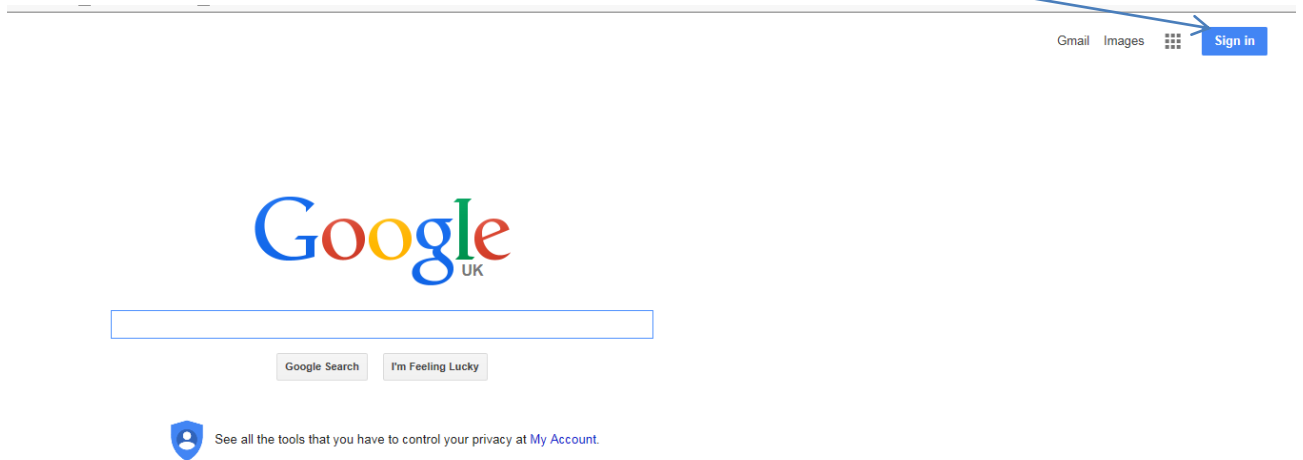 Gmail Images Sign in
Google
UK
Google Search I'm Feeling Lucky
See all the tools that you have to control your privacy at My Account.